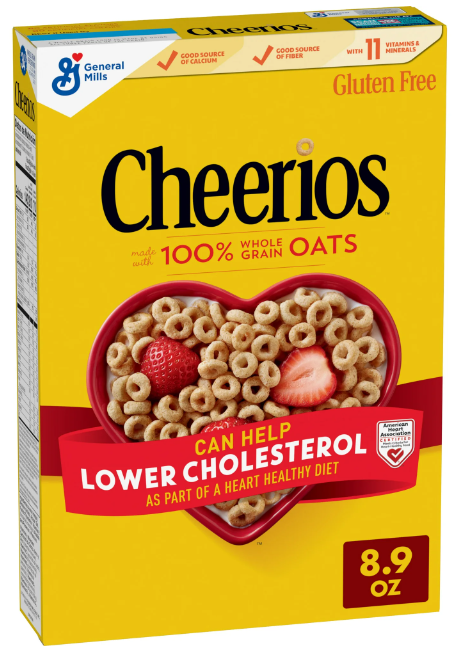 General
Mills
GOOD SOURCE
OF CALCIUM
GOOD SOURCE
OF FIBER
WITH 11 VITAMINS &
MINERALS
Gluten Free
Cheerios
Cheerios
made
with 100% WHOLE
GRAIN OATS
CAN HELP
LOWER CHOLESTEROL
AS PART OF A HEART HEALTHY DIET
American
Heart
Association
CERTIFIED
TM
8.9
OZ